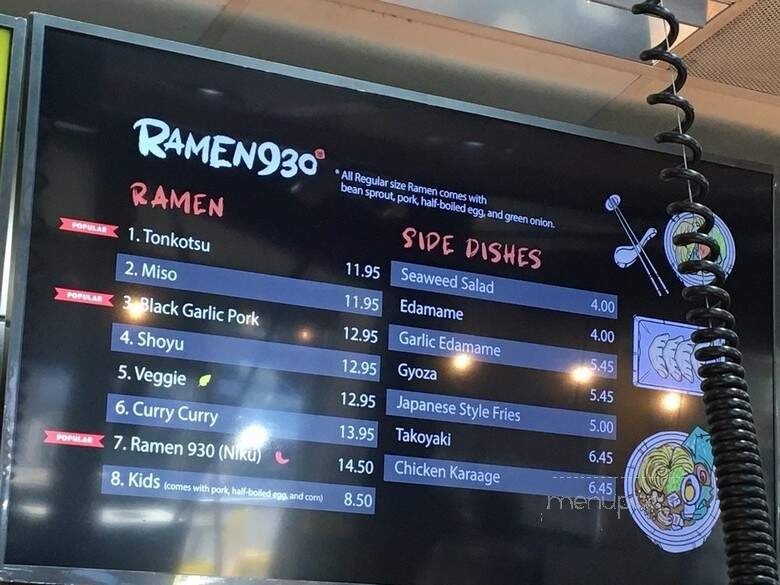 RAMEN930
* All Regular size Ramen comes with
bean sprout, pork, half-boiled egg, and green onion.
RAMEN
POPULAR 1. Tonkotsu 11.95
2. Miso 11.95
POPULAR 3. Black Garlic Pork 12.95
4. Shoyu 12.95
5. Veggie 12.95
6. Curry Curry 13.95
POPULAR 7. Ramen 930 (Niku) 14.50
8. Kids (comes with pork, half-boiled egg, and corn) 8.50
SIDE DISHES
Seaweed Salad 4.00
Edamame 4.00
Garlic Edamame 5.45
Gyoza 5.45
Japanese Style Fries 5.00
Takoyaki 6.45
Chicken Karaage 6.45